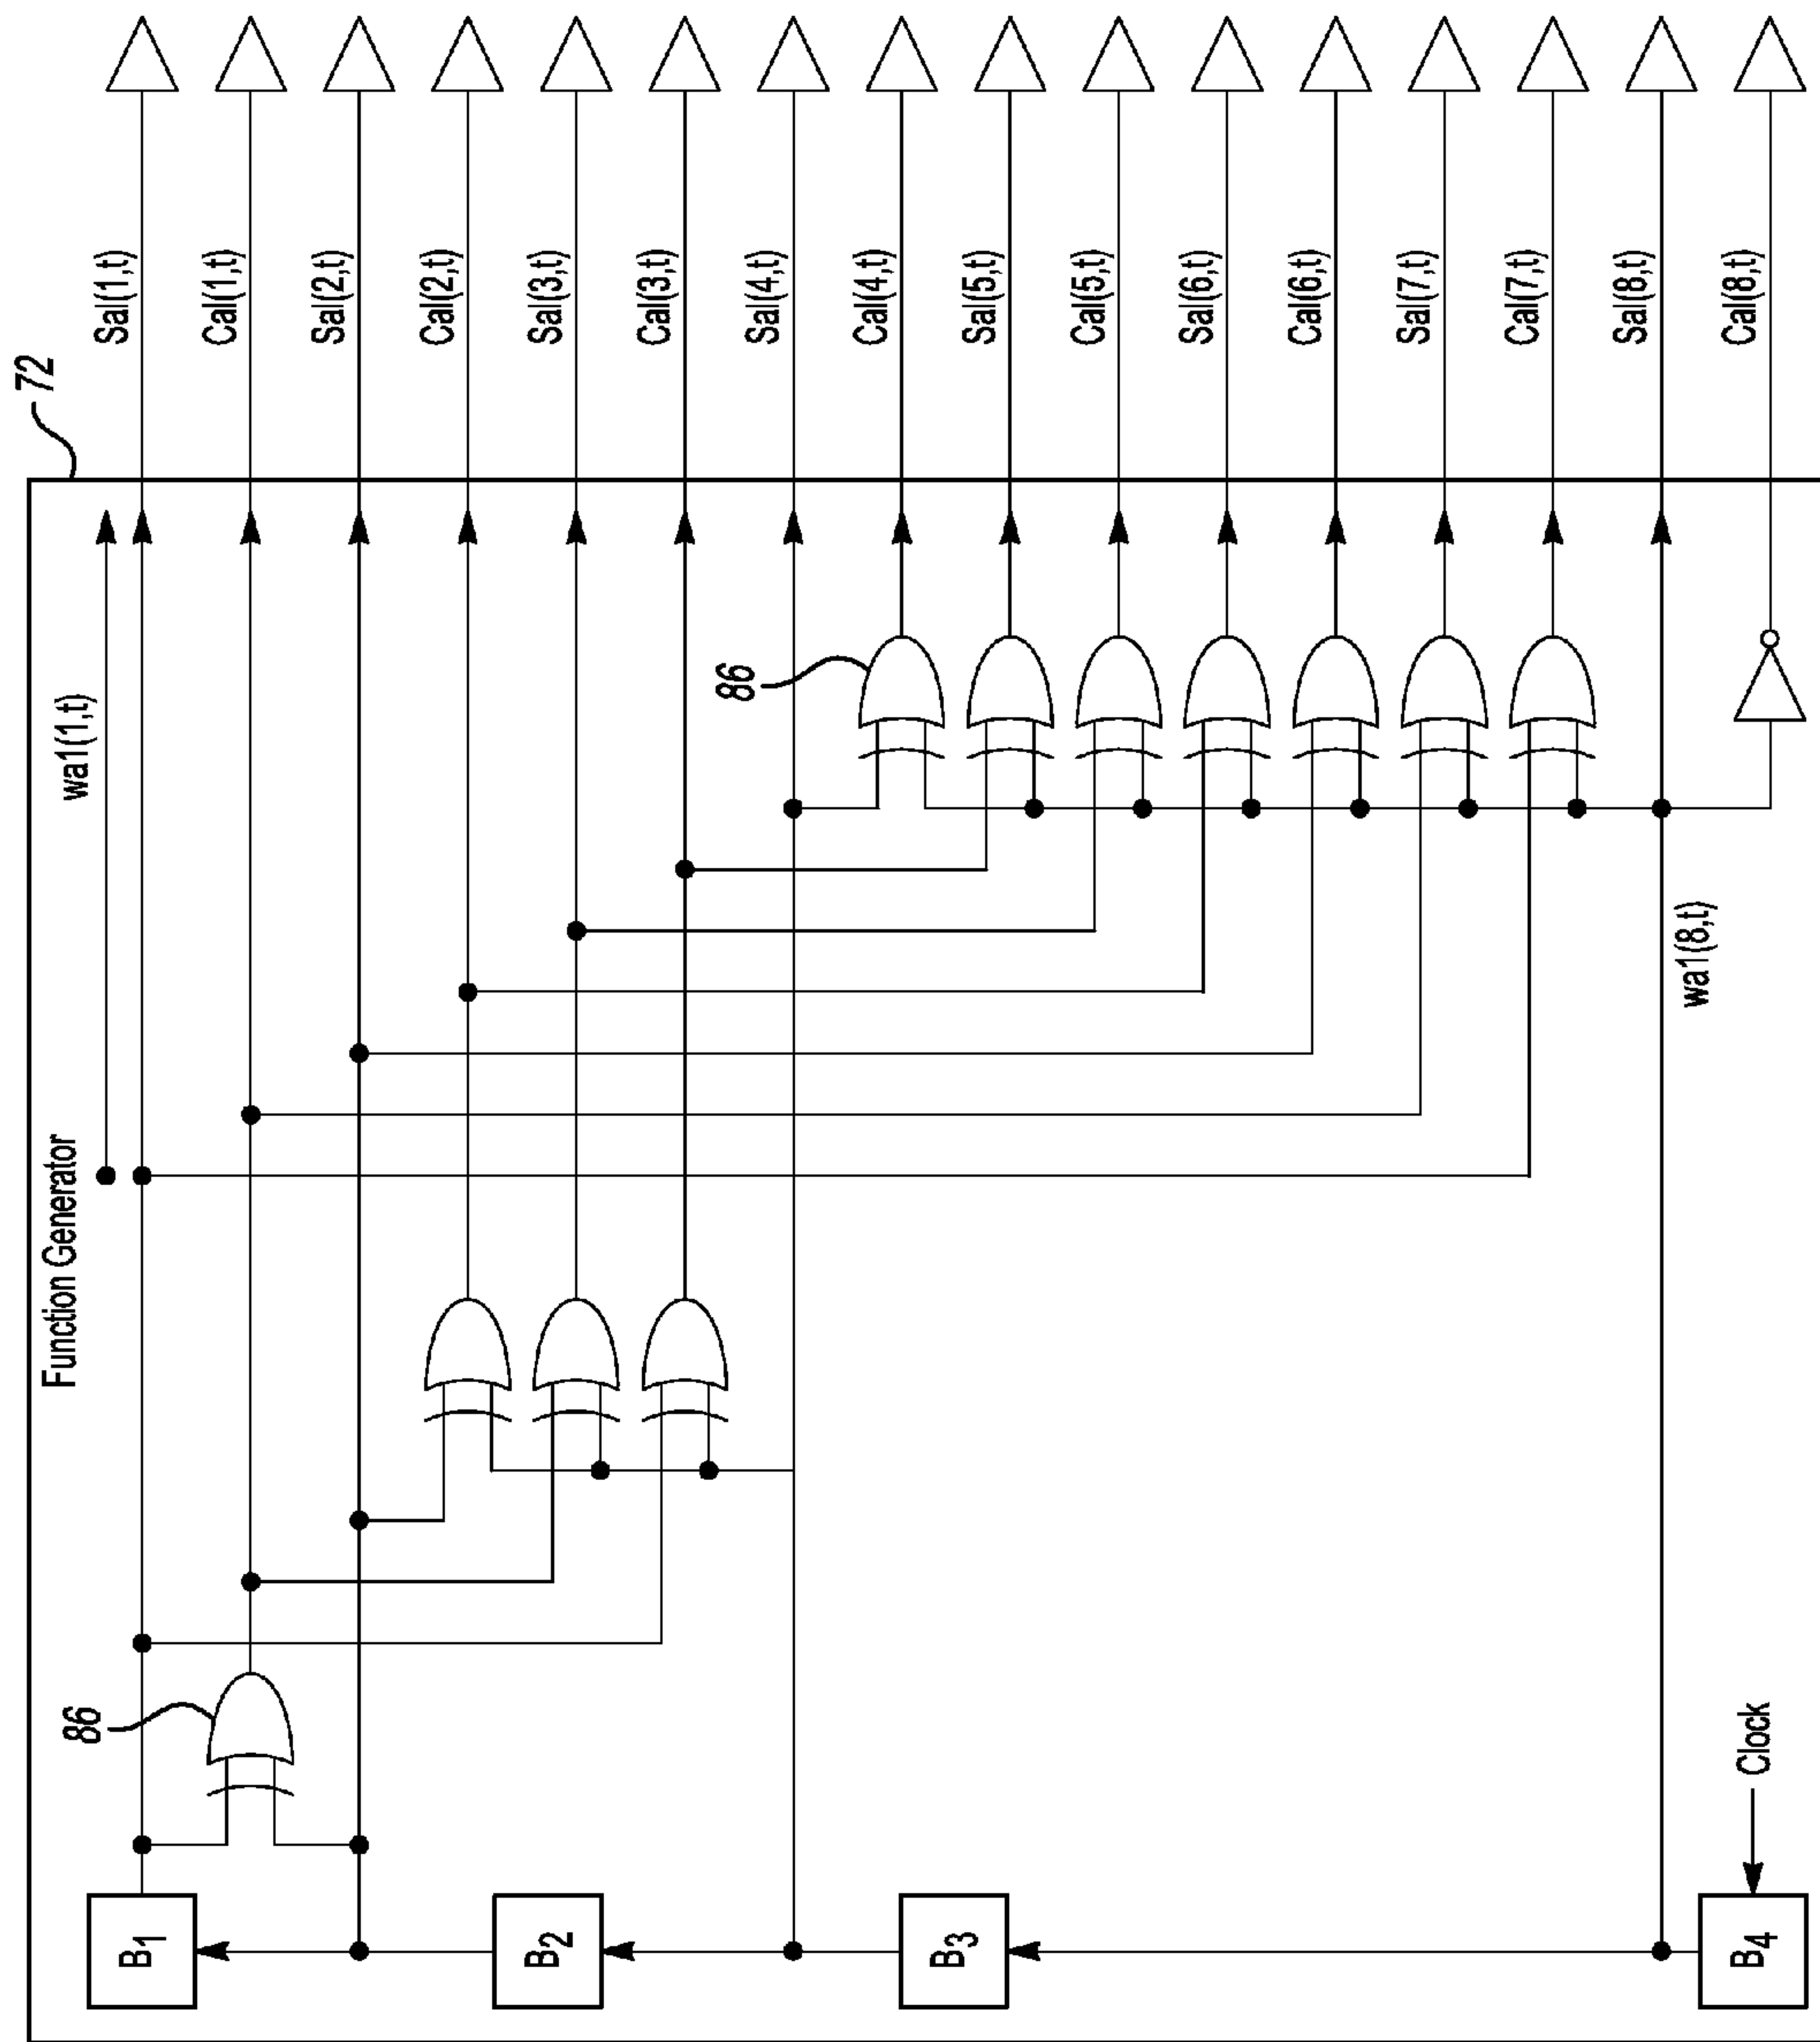 72
Function Generator
wa1(1,t)
Sal(1,t)
Cal(1,t)
Sal(2,t)
Cal(2,t)
Sal(3,t)
Cal(3,t)
Sal(4,t)
Cal(4,t)
Sal(5,t)
Cal(5,t)
Sal(6,t)
Cal(6,t)
Sal(7,t)
Cal(7,t)
Sal(8,t)
Cal(8,t)
86
86
wa1(8,t)
B1
B2
B3
B4
Clock